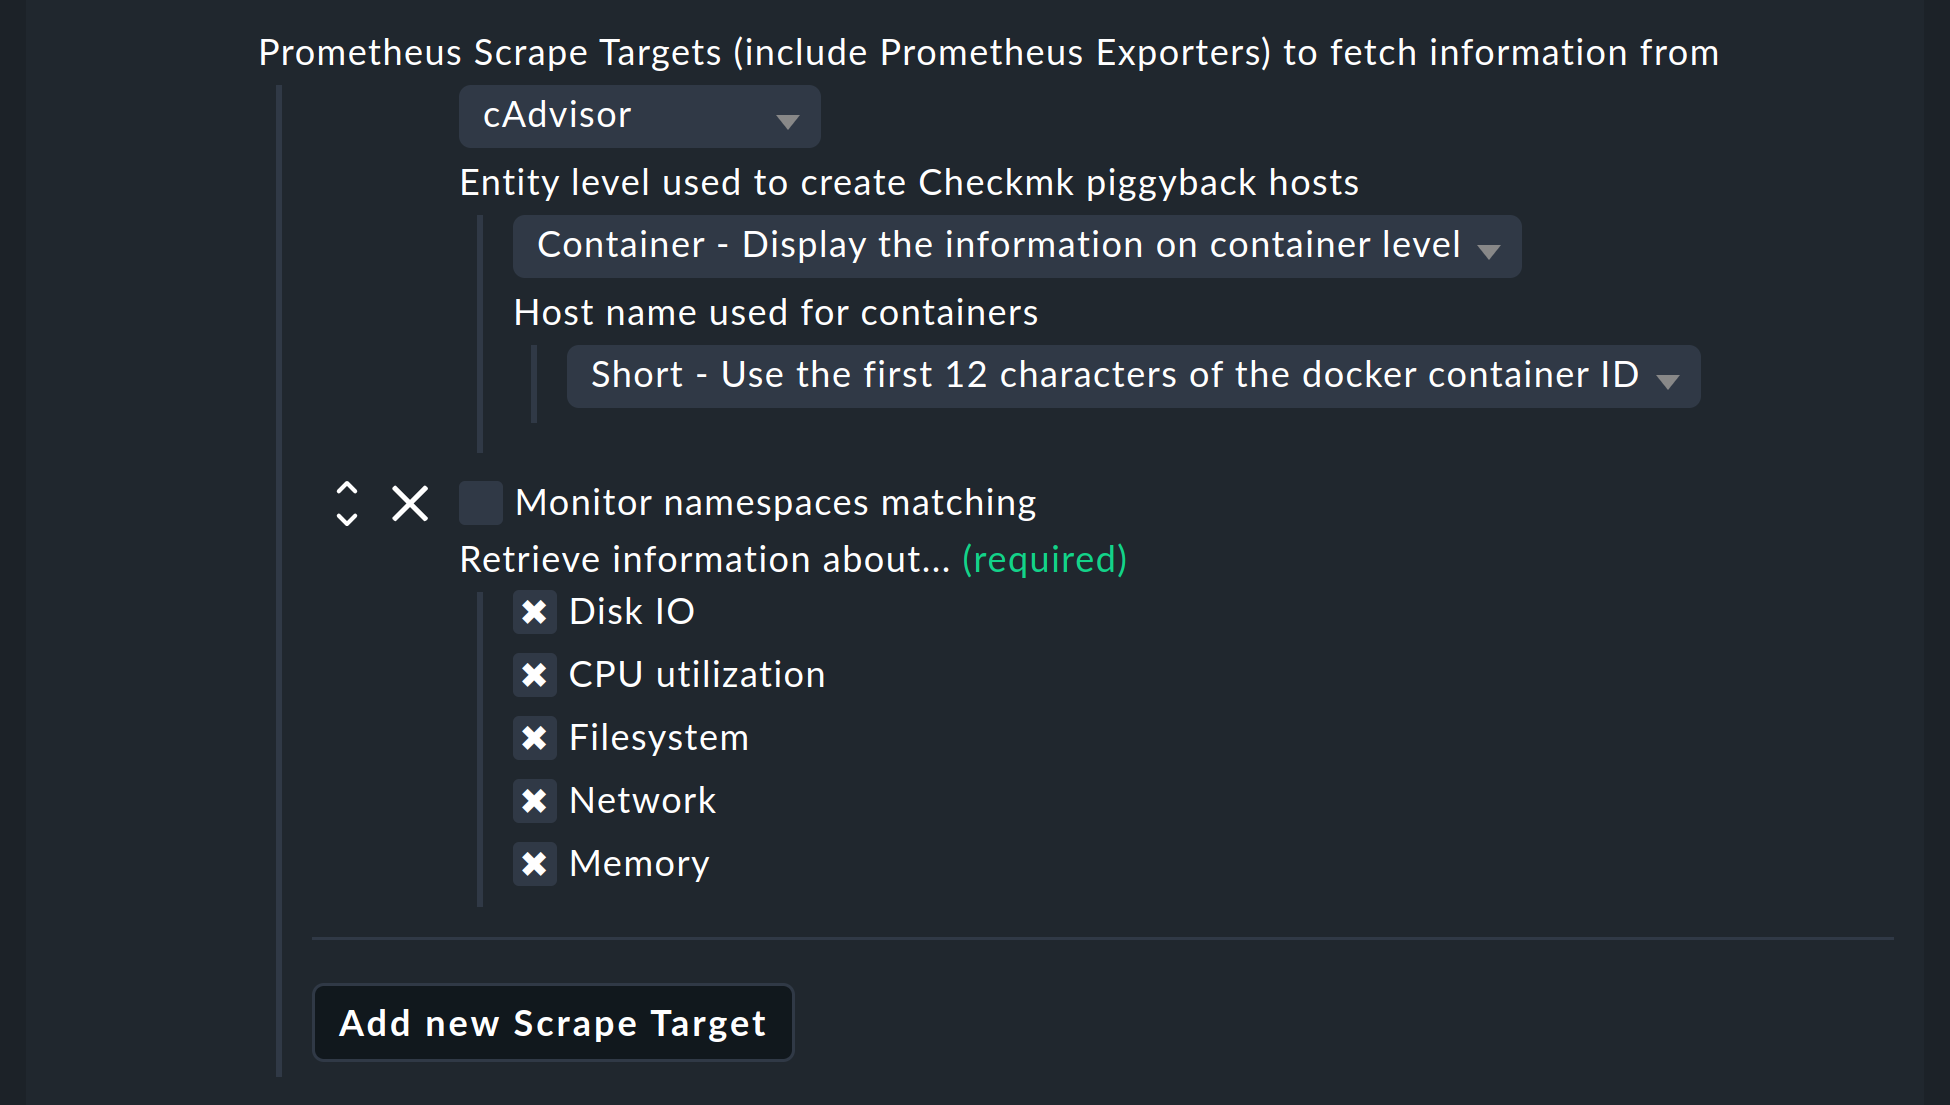 Prometheus Scrape Targets (include Prometheus Exporters) to fetch information from
cAdvisor
Entity level used to create Checkmk piggyback hosts
Container - Display the information on container level
Host name used for containers
Short - Use the first 12 characters of the docker container ID
Monitor namespaces matching
Retrieve information about... (required)
Disk IO
CPU utilization
Filesystem
Network
Memory
Add new Scrape Target